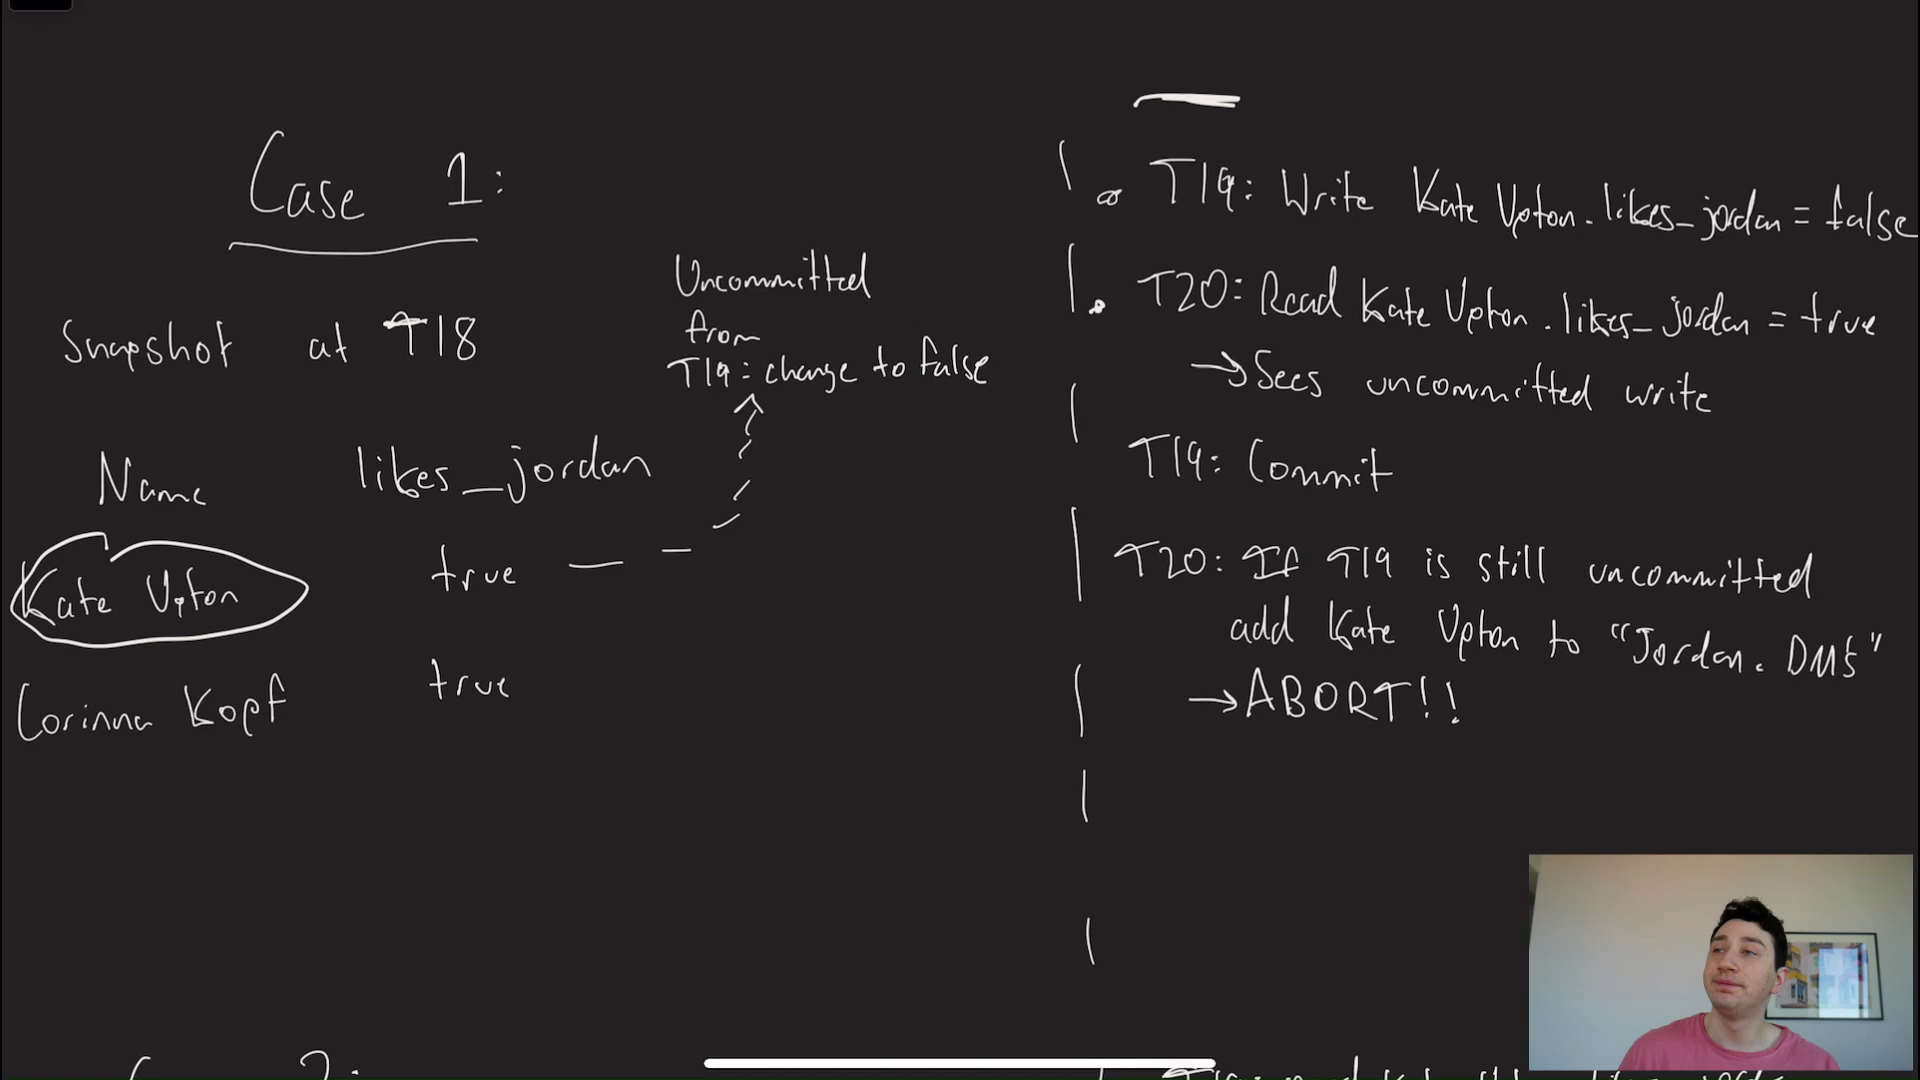 Case 1:
Snapshot at T18
Uncommitted
from
T19: change to false
Name likes_jordan
Kate Upton true
Corinna Kopf true
T19: Write Kate Upton.likes_jordan = false
T20: Read Kate Upton.likes_jordan = true
→ Sees uncommitted write
T19: Commit
T20: If T19 is still uncommitted
add Kate Upton to "Jordan.DMs"
→ ABORT!!